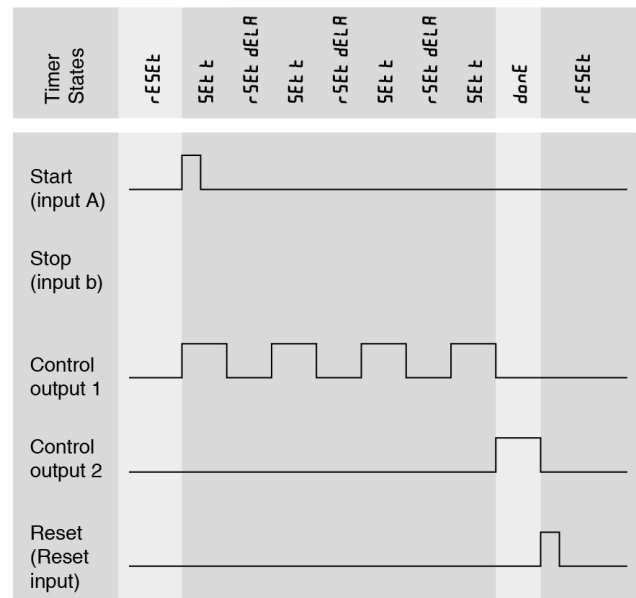 Timer
States
rESEt
SEt t
rSEt dELA
SEt t
rSEt dELA
SEt t
rSEt dELA
SEt t
donE
rESEt
Start
(input A)
Stop
(input b)
Control
output 1
Control
output 2
Reset
(Reset
input)